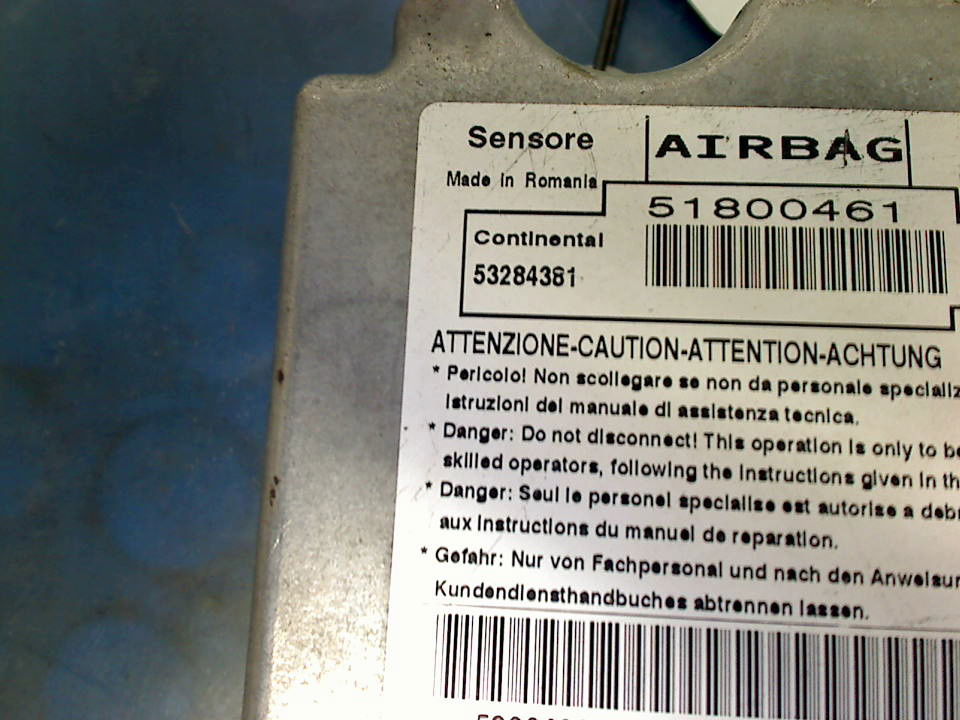 Sensore
AIRBAG
Made in Romania
51800461
Continental
53284381
ATTENZIONE-CAUTION-ATTENTION-ACHTUNG
* Pericolo! Non scollegare se non da personale
istruzioni del manuale di assistenza tecnica.
* Danger: Do not disconnect! This operation is only to be
skilled operators, following the instructions given in
* Danger: Seul le personel specialise est autorise a
aux instructions du manuel de reparation.
* Gefahr: Nur von Fachpersonal und nach den
Kundendiensthandbuches abtrennen lassen.